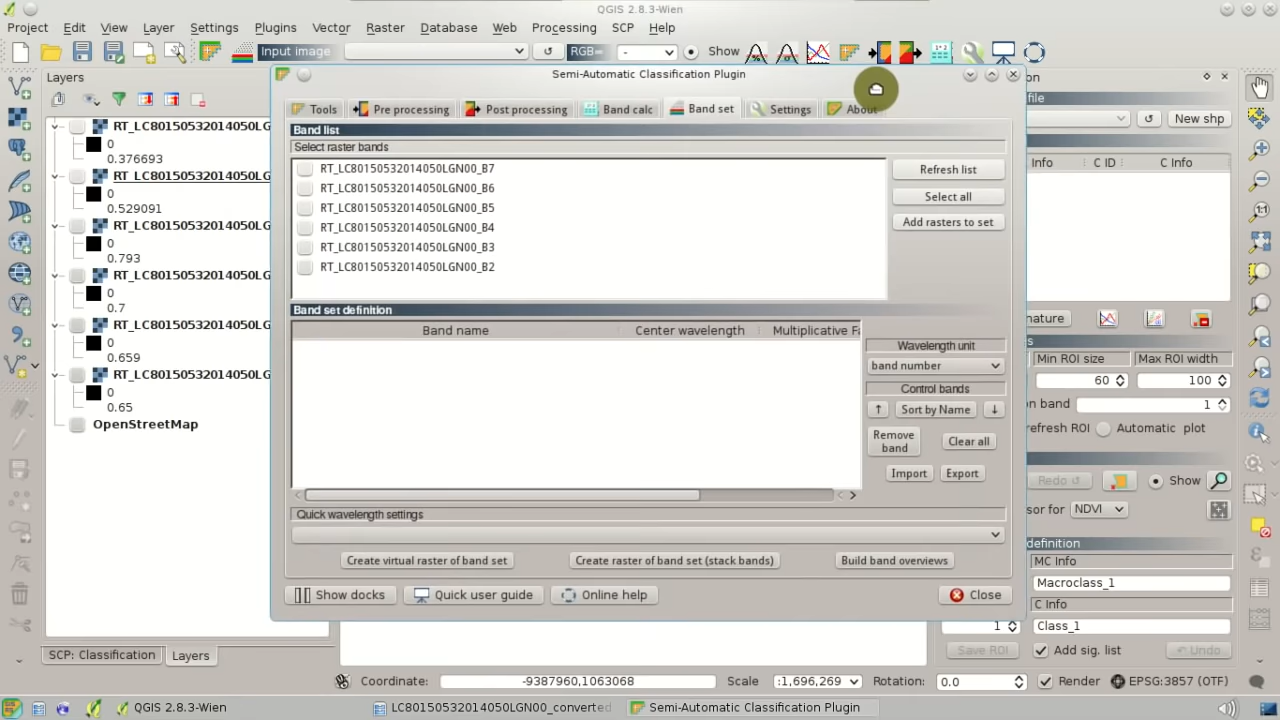 QGIS 2.8.3-Wien
Project Edit View Layer Settings Plugins Vector Raster Database Web Processing SCP Help
Input image RGB= - Show
Layers
Semi-Automatic Classification Plugin
Tools Pre processing Post processing Band calc Band set Settings About
New shp
Band list
Select raster bands
RT_LC80150532014050LGN00_B7
RT_LC80150532014050LGN00_B6
RT_LC80150532014050LGN00_B5
RT_LC80150532014050LGN00_B4
RT_LC80150532014050LGN00_B3
RT_LC80150532014050LGN00_B2
Refresh list
Select all
Add rasters to set
RT_LC80150532014050LG
0
0.376693
RT_LC80150532014050LG
0
0.529091
RT_LC80150532014050LG
0
0.793
RT_LC80150532014050LG
0
0.7
RT_LC80150532014050LG
0
0.659
RT_LC80150532014050LG
0
0.65
OpenStreetMap
Band set definition
Band name Center wavelength Multiplicative Fa
Wavelength unit
band number
Control bands
↑ Sort by Name ↓
Remove band
Clear all
Import Export
Quick wavelength settings
Create virtual raster of band set Create raster of band set (stack bands) Build band overviews
Show docks Quick user guide Online help Close
Info C ID C Info
nature
Min ROI size Max ROI width
60 100
n band 1
refresh ROI Automatic plot
Redo Show
sor for NDVI
definition
MC Info
Macroclass_1
C Info
1 Class_1
Save ROI Add sig. list Undo
SCP: Classification Layers
Coordinate: -9387960,1063068 Scale :1,696,269 Rotation: 0.0 Render EPSG:3857 (OTF)
QGIS 2.8.3-Wien LC80150532014050LGN00_converted Semi-Automatic Classification Plugin